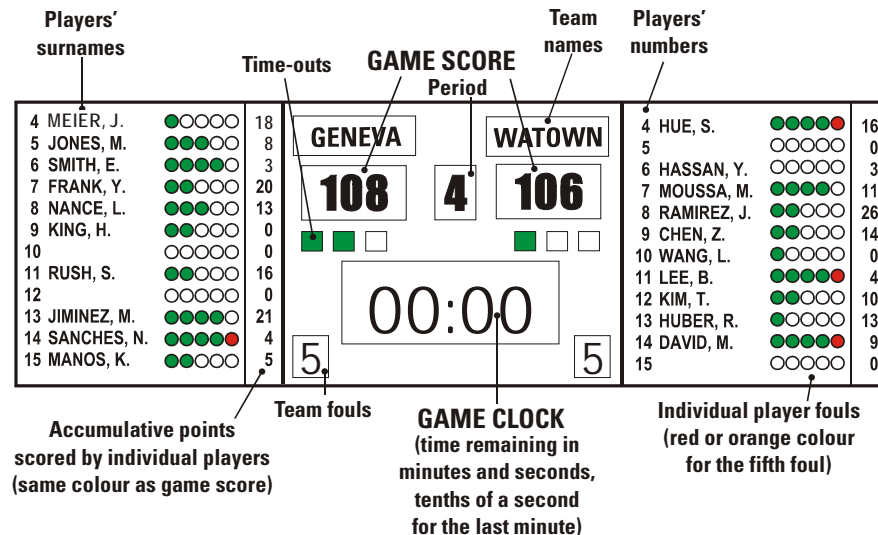 Players'
surnames
Time-outs
GAME SCORE
Period
Team
names
Players'
numbers
4 MEIER, J. 18
5 JONES, M. 8
6 SMITH, E. 3
7 FRANK, Y. 20
8 NANCE, L. 13
9 KING, H. 0
10 0
11 RUSH, S. 16
12 0
13 JIMINEZ, M. 21
14 SANCHES, N. 4
15 MANOS, K. 5
GENEVA WATOWN
108 4 106
00:00
5 5
4 HUE, S. 16
5 0
6 HASSAN, Y. 3
7 MOUSSA, M. 11
8 RAMIREZ, J. 26
9 CHEN, Z. 14
10 WANG, L. 0
11 LEE, B. 4
12 KIM, T. 10
13 HUBER, R. 13
14 DAVID, M. 9
15 0
Accumulative points
scored by individual players
(same colour as game score)
Team fouls
GAME CLOCK
(time remaining in
minutes and seconds,
tenths of a second
for the last minute)
Individual player fouls
(red or orange colour
for the fifth foul)